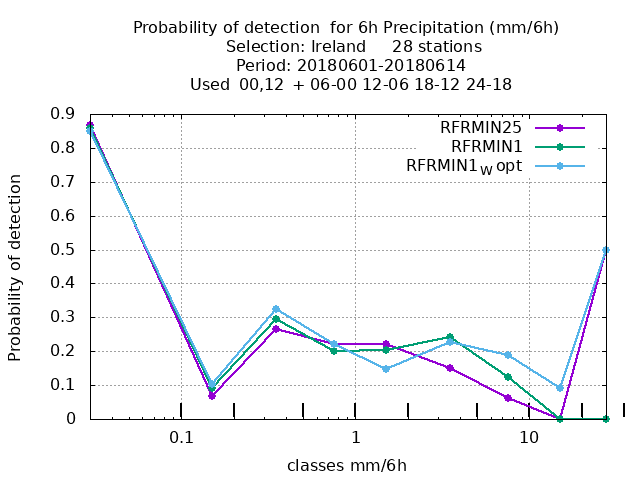 Probability of detection  for 6h Precipitation (mm/6h)
Selection: Ireland     28 stations
Period: 20180601-20180614
Used  00,12  + 06-00 12-06 18-12 24-18
RFRMIN25
RFRMIN1
RFRMIN1W opt
Probability of detection
0.9
0.8
0.7
0.6
0.5
0.4
0.3
0.2
0.1
0
0.1
1
10
classes mm/6h